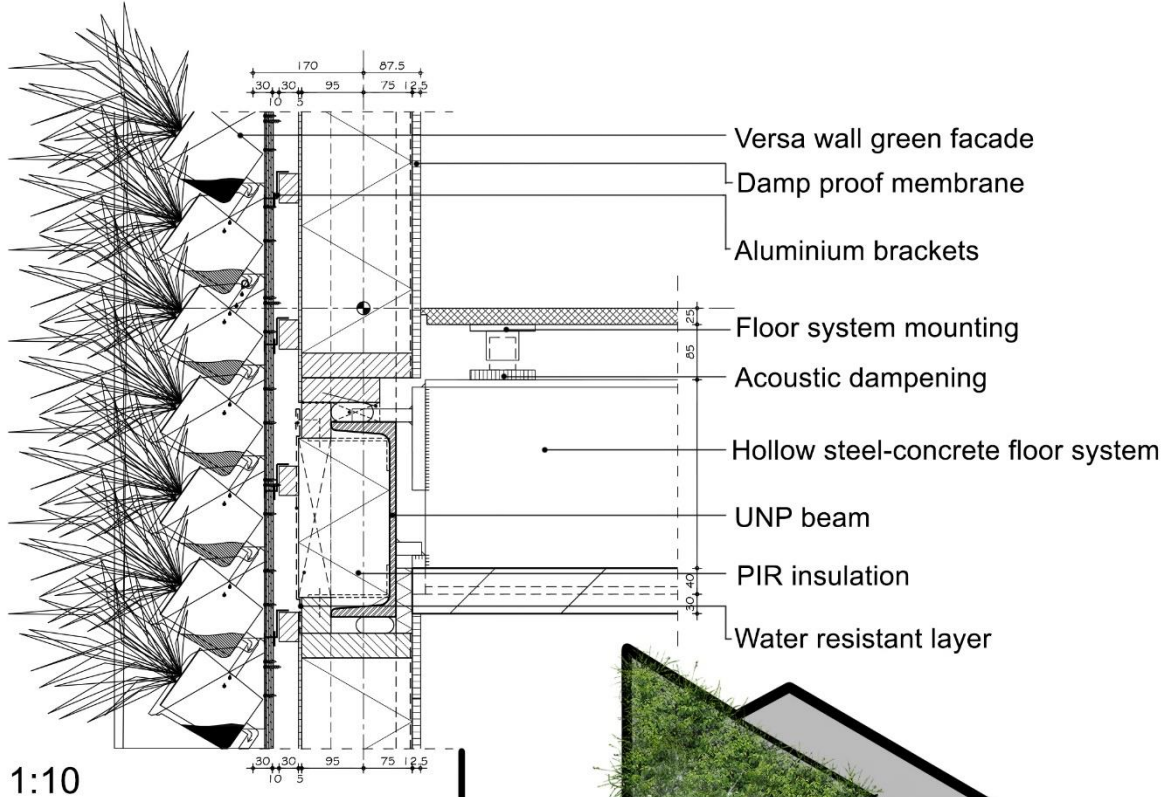 170 87.5
30 30 95 75 12.5
10 5
Versa wall green facade
Damp proof membrane
Aluminium brackets
25
Floor system mounting
85
Acoustic dampening
Hollow steel-concrete floor system
UNP beam
PIR insulation
40
30
Water resistant layer
30 30 95 75 12.5
10 5
1:10